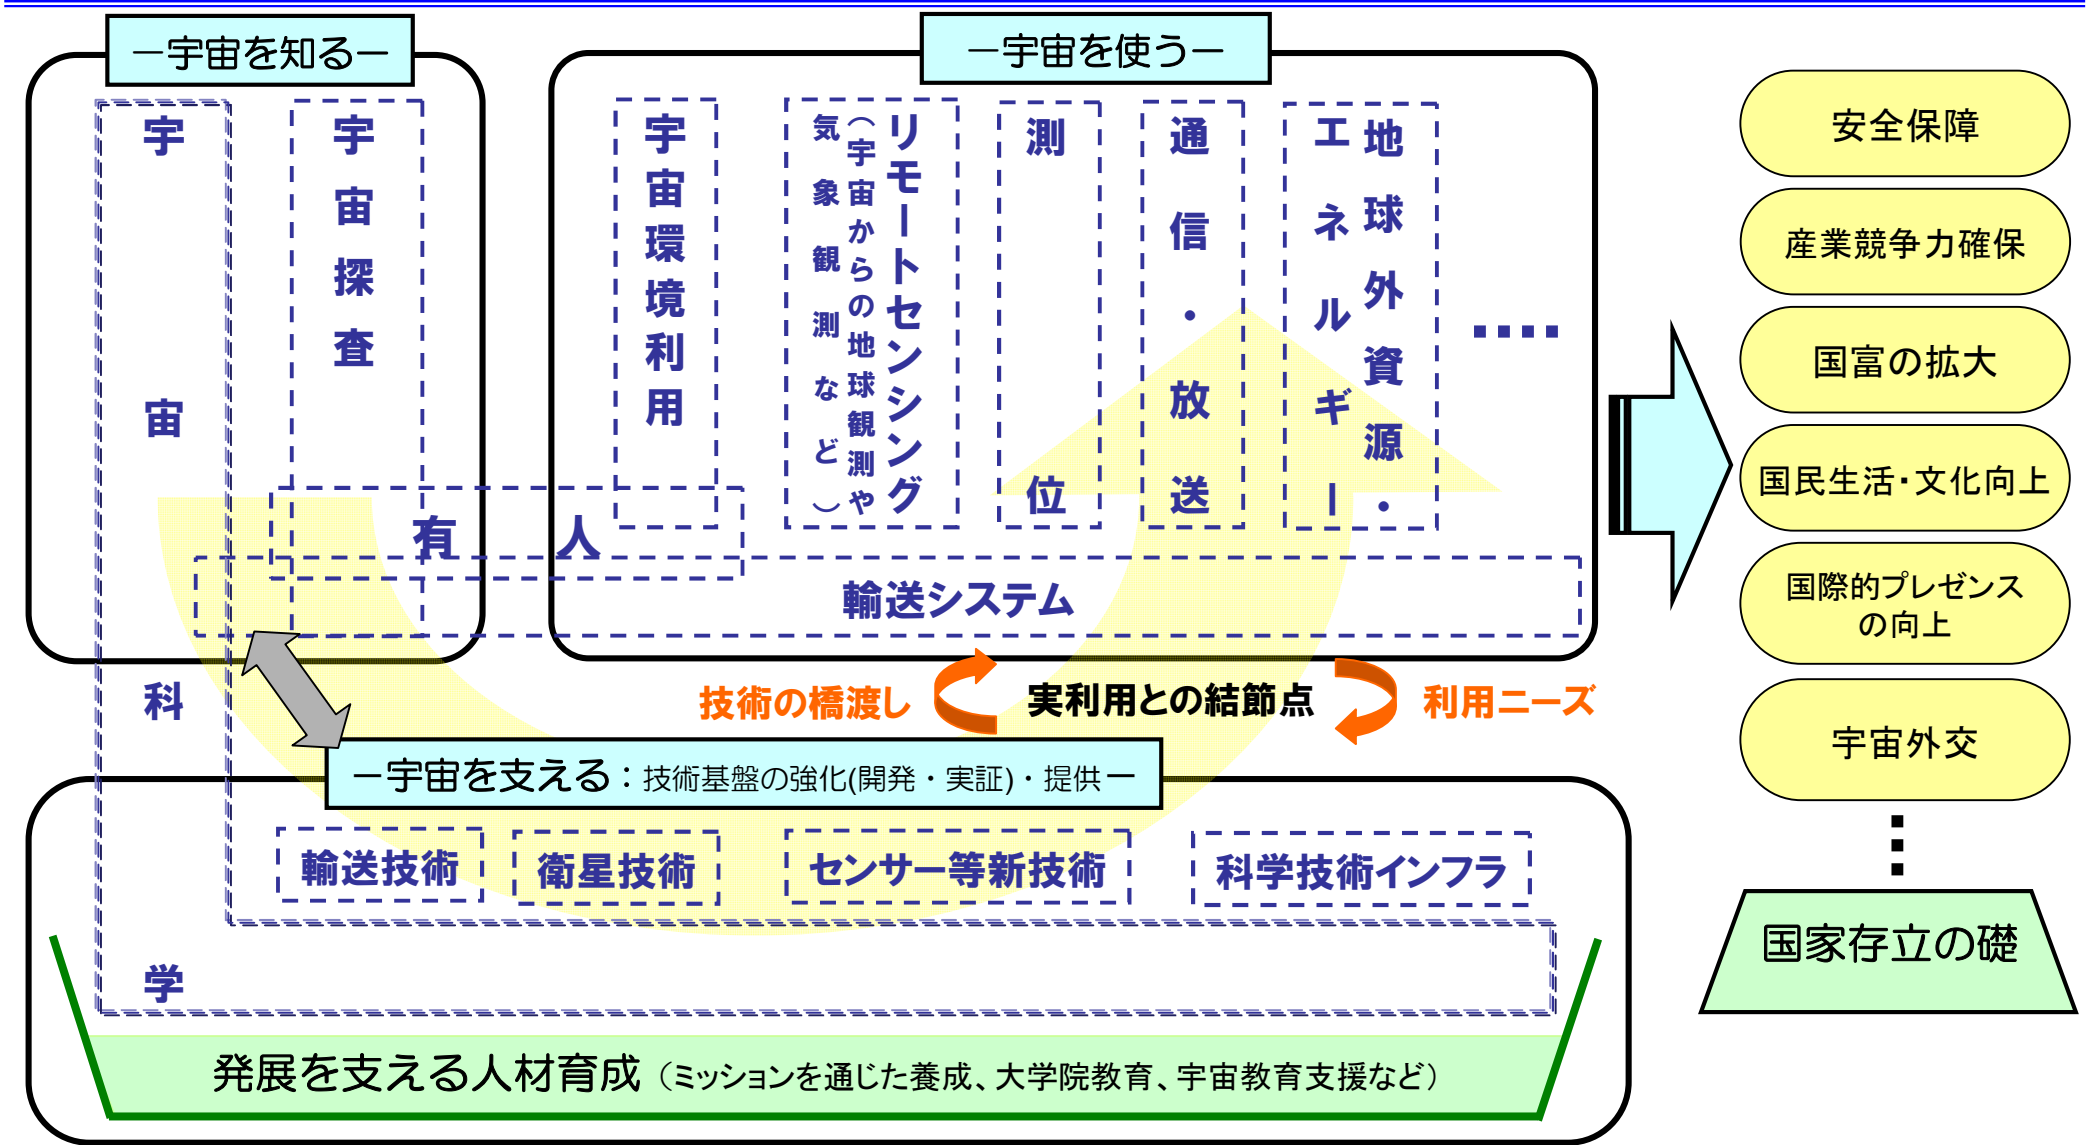 －宇宙を知るー
－宇宙を使うー
宇宙科学
宇宙探査
宇宙環境利用
リモートセンシング
（宇宙からの地球観測や
気象観測など）
測位
通信・放送
地球外資源・
エネルギー
････
有人
輸送システム
技術の橋渡し
実利用との結節点
利用ニーズ
－宇宙を支える：技術基盤の強化(開発・実証)・提供ー
輸送技術
衛星技術
センサー等新技術
科学技術インフラ
発展を支える人材育成（ミッションを通じた養成、大学院教育、宇宙教育支援など）
安全保障
産業競争力確保
国富の拡大
国民生活・文化向上
国際的プレゼンス
の向上
宇宙外交
国家存立の礎